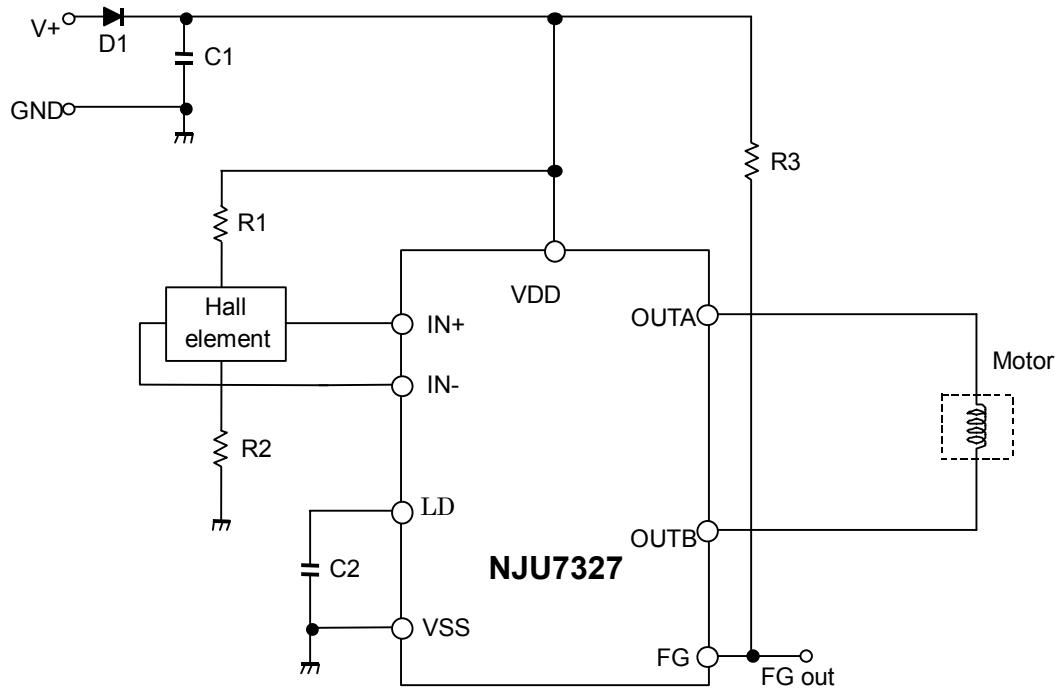 V+
D1
C1
GND
R3
R1
VDD
Hall
element
IN+
OUTA
Motor
IN-
R2
LD
OUTB
C2
NJU7327
VSS
FG
FG out